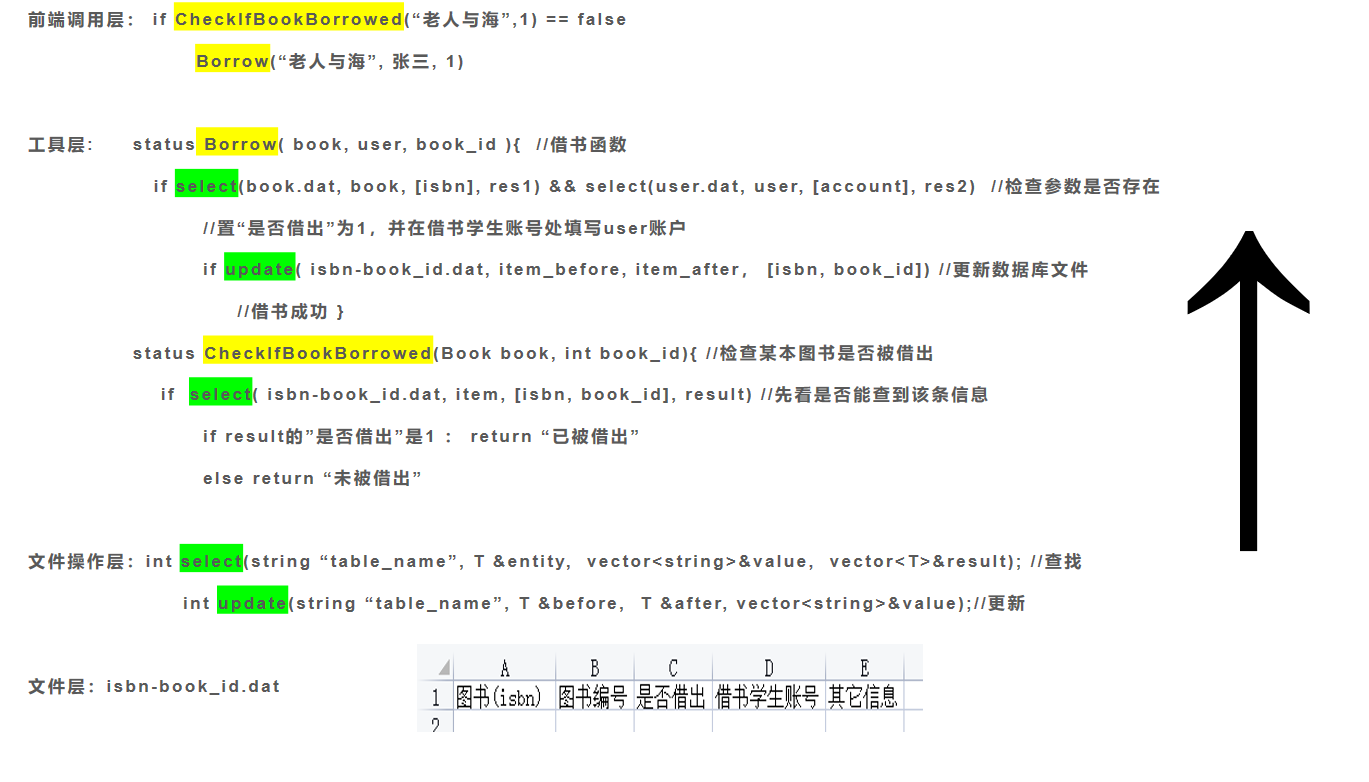 前端调用层： if CheckIfBookBorrowed(“老人与海”,1) == false
Borrow(“老人与海”, 张三, 1)
工具层: status Borrow( book, user, book_id ){ //借书函数
if select(book.dat, book, [isbn], res1) && select(user.dat, user, [account], res2) //检查参数是否存在
//置“是否借出”为1，并在借书学生账号处填写user账户
if update( isbn-book_id.dat, item_before, item_after， [isbn, book_id]) //更新数据库文件
//借书成功 }
status CheckIfBookBorrowed(Book book, int book_id){ //检查某本图书是否被借出
if select( isbn-book_id.dat, item, [isbn, book_id], result) //先看是否能查到该条信息
if result的”是否借出”是1 ： return “已被借出”
else return “未被借出”
文件操作层：int select(string “table_name”, T &entity, vector<string>&value, vector<T>&result); //查找
int update(string “table_name”, T &before, T &after, vector<string>&value);//更新
文件层：isbn-book_id.dat
A B C D E
1 图书(isbn) 图书编号 是否借出 借书学生账号 其它信息
2